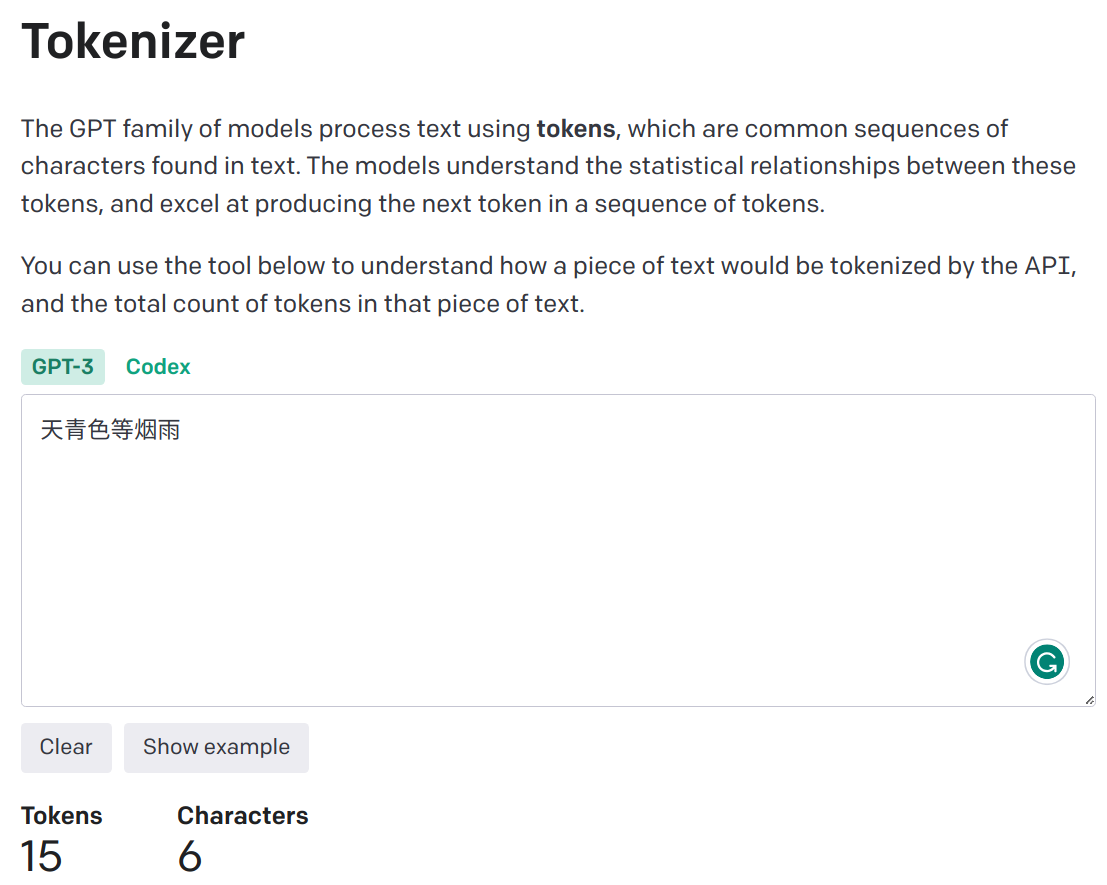 Tokenizer
The GPT family of models process text using tokens, which are common sequences of
characters found in text. The models understand the statistical relationships between these
tokens, and excel at producing the next token in a sequence of tokens.
You can use the tool below to understand how a piece of text would be tokenized by the API,
and the total count of tokens in that piece of text.
GPT-3 Codex
天青色等烟雨
Clear Show example
Tokens Characters
15 6